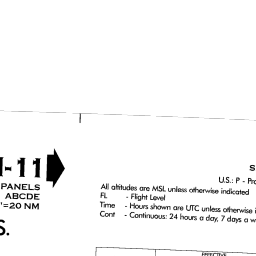 -11
PANELS
ABCDE
"=20 NM
S.
U.S.: P -
All altitudes are MSL unless otherwise indicated
FL - Flight Level
Time - Hours shown are UTC unless otherwise
Cont - Continuous: 24 hours a day, 7 days a
EFFECTIVE